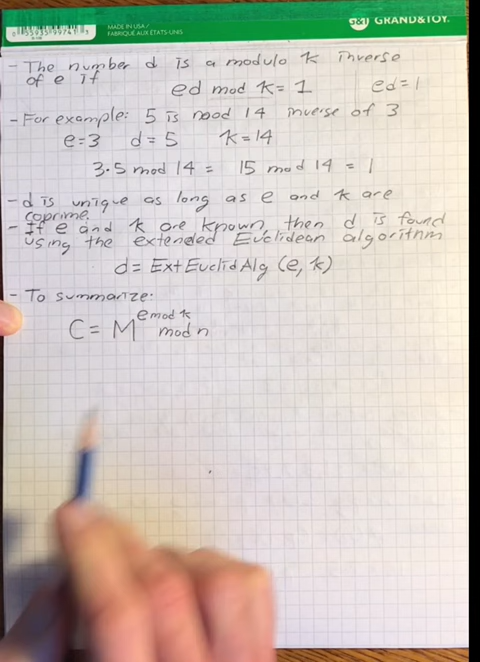 MADE IN USA /
FABRIQUÉ AUX ÉTATS-UNIS
GRAND&TOY.
- The number d is a modulo k inverse
of e if
ed mod k = 1 ed = 1
- For example: 5 is mod 14 inverse of 3
e=3 d=5 k=14
3·5 mod 14 = 15 mod 14 = 1
- d is unique as long as e and k are
coprime.
- If e and k are known, then d is found
using the extended Euclidean algorithm
d = ExtEuclidAlg (e, k)
- To summarize:
C = M^e mod k mod n